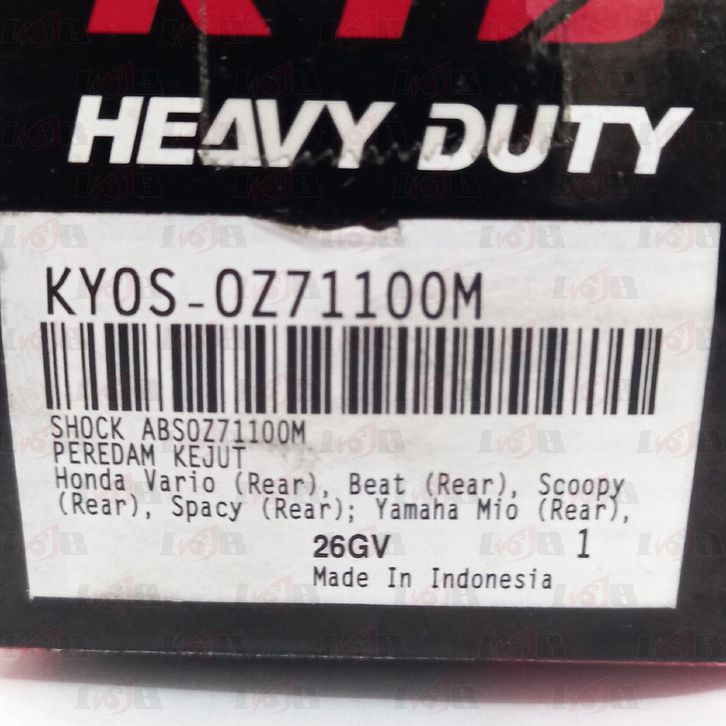 KYB
HEAVY DUTY
KYOS-OZ71100M
SHOCK ABSOZ71100M
PEREDAM KEJUT
Honda Vario (Rear), Beat (Rear), Scoopy
(Rear), Spacy (Rear); Yamaha Mio (Rear),
26GV 1
Made In Indonesia